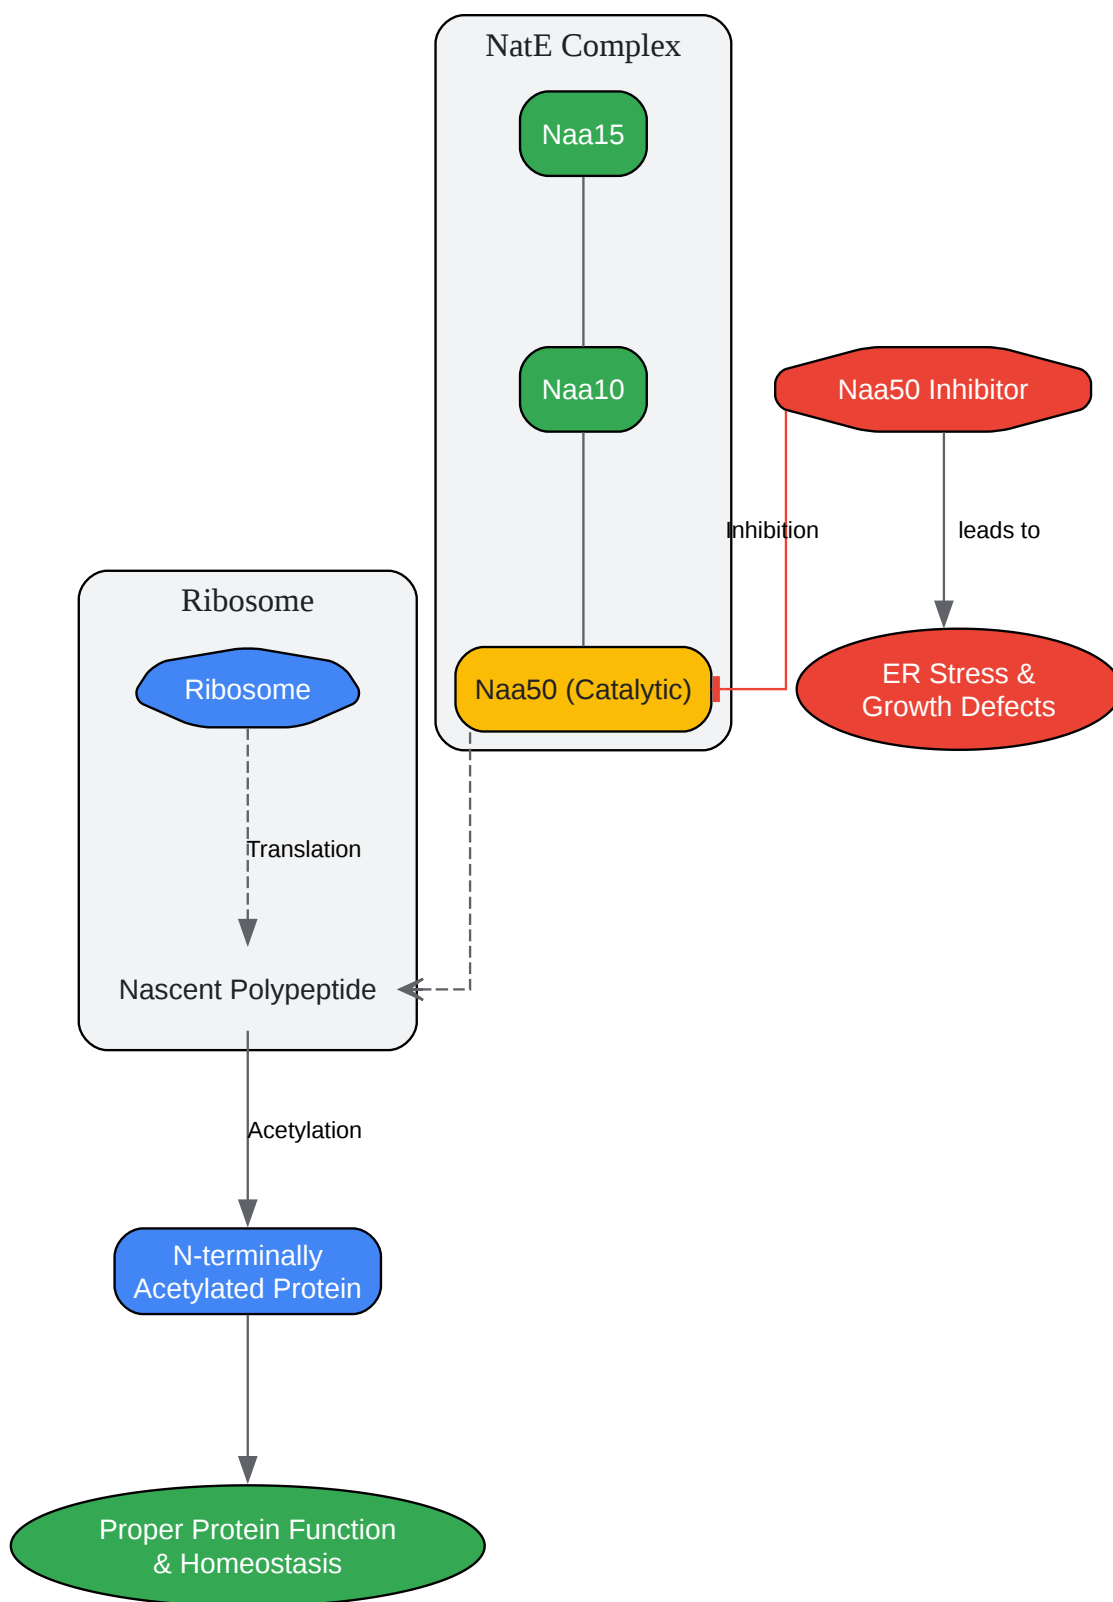 NatE Complex
Naa15
Naa10
Naa50 Inhibitor
Inhibition
leads to
Ribosome
Ribosome
Naa50 (Catalytic)
ER Stress &
Growth Defects
Translation
Nascent Polypeptide
Acetylation
N-terminally
Acetylated Protein
Proper Protein Function
& Homeostasis